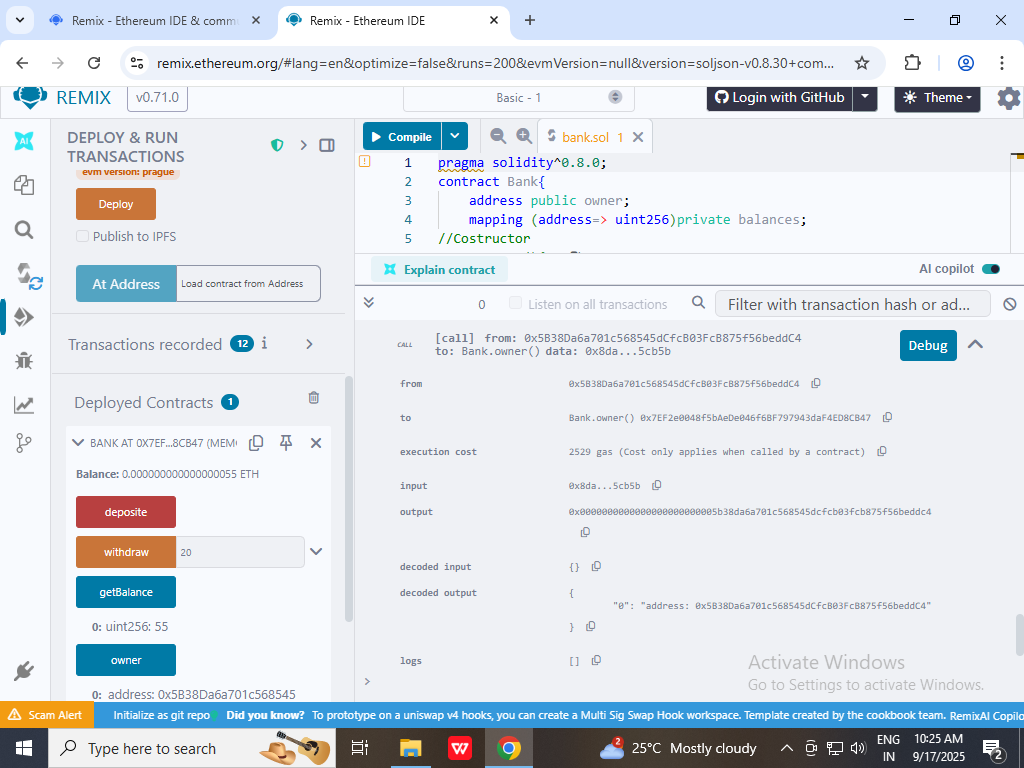 Remix - Ethereum IDE & comm
Remix - Ethereum IDE
remix.ethereum.org/#lang=en&optimize=false&runs=200&evmVersion=null&version=soljson-v0.8.30+com...
REMIX
v0.71.0
Basic - 1
Login with GitHub
Theme
AI
DEPLOY & RUN
TRANSACTIONS
evm version: prague
Deploy
Publish to IPFS
At Address
Load contract from Address
Transactions recorded 12 i
Deployed Contracts 1
BANK AT 0X7EF...8CB47 (MEM
Balance: 0.000000000000000055 ETH
deposite
withdraw 20
getBalance
0: uint256: 55
owner
0: address: 0x5B38Da6a701c568545
Compile
bank.sol 1
1 pragma solidity^0.8.0;
2 contract Bank{
3 address public owner;
4 mapping (address=> uint256)private balances;
5 //Costructor
Explain contract
AI copilot
0 Listen on all transactions
Filter with transaction hash or ad...
CALL
[call] from: 0x5B38Da6a701c568545dCfcB03FcB875f56beddC4
to: Bank.owner() data: 0x8da...5cb5b
Debug
from 0x5B38Da6a701c568545dCfcB03FcB875f56beddC4
to Bank.owner() 0x7EF2e0048f5bAeDe046f6BF797943daF4ED8CB47
execution cost 2529 gas (Cost only applies when called by a contract)
input 0x8da...5cb5b
output 0x0000000000000000000000005b38da6a701c568545dcfcb03fcb875f56beddc4
decoded input {}
decoded output {
"0": "address: 0x5B38Da6a701c568545dCfcB03FcB875f56beddC4"
}
logs []
>
Activate Windows
Go to Settings to activate Windows.
Scam Alert
Initialize as git repo
Did you know? To prototype on a uniswap v4 hooks, you can create a Multi Sig Swap Hook workspace. Template created by the cookbook team.
RemixAI Copilo
Type here to search
2
25°C Mostly cloudy
ENG
IN
10:25 AM
9/17/2025
2